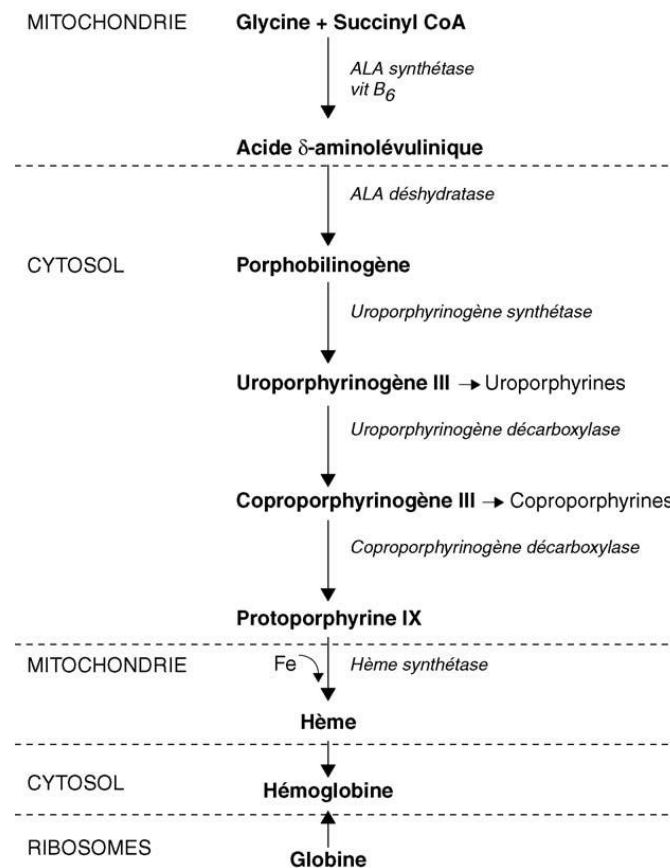 MITOCHONDRIE Glycine + Succinyl CoA
ALA synthétase
vit B6
Acide δ-aminolévulinique
ALA déshydratase
CYTOSOL Porphobilinogène
Uroporphyrinogène synthétase
Uroporphyrinogène III → Uroporphyrines
Uroporphyrinogène décarboxylase
Coproporphyrinogène III → Coproporphyrines
Coproporphyrinogène décarboxylase
Protoporphyrine IX
MITOCHONDRIE Fe Hème synthétase
Hème
CYTOSOL Hémoglobine
RIBOSOMES Globine